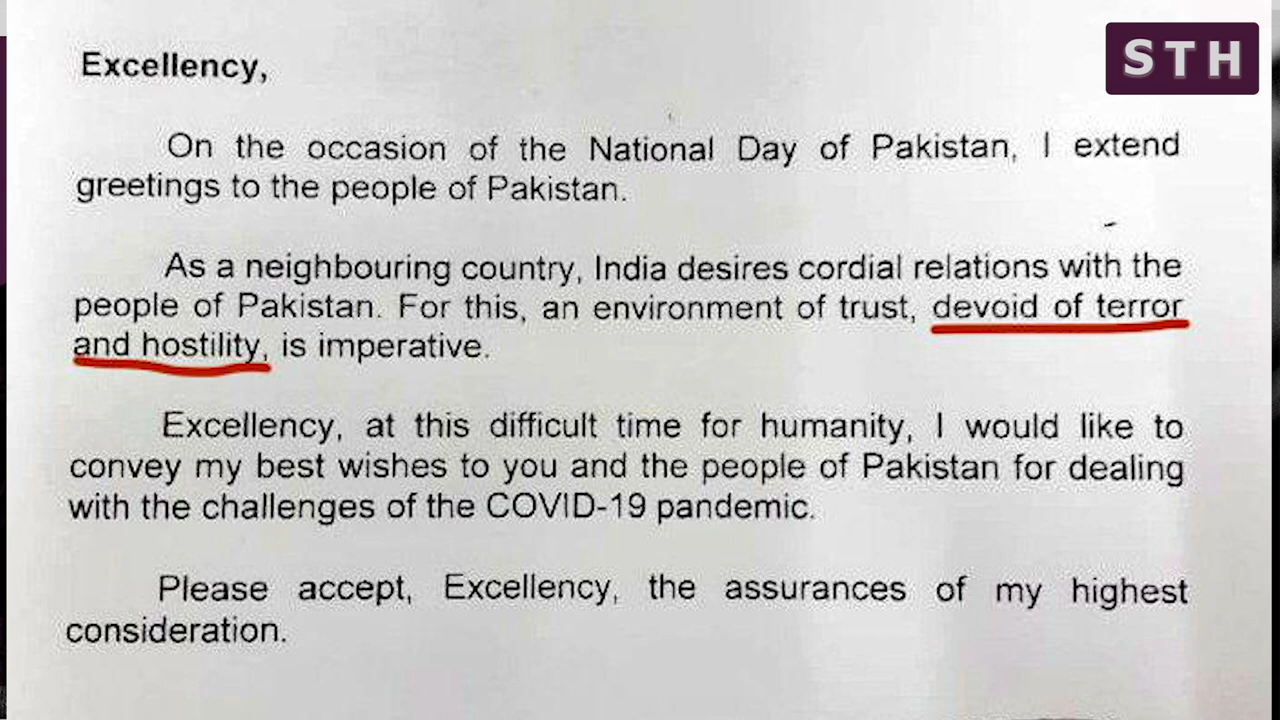 STH
Excellency,
On the occasion of the National Day of Pakistan, I extend
greetings to the people of Pakistan.
As a neighbouring country, India desires cordial relations with the
people of Pakistan. For this, an environment of trust, devoid of terror
and hostility, is imperative.
Excellency, at this difficult time for humanity, I would like to
convey my best wishes to you and the people of Pakistan for dealing
with the challenges of the COVID-19 pandemic.
Please accept, Excellency, the assurances of my highest
consideration.